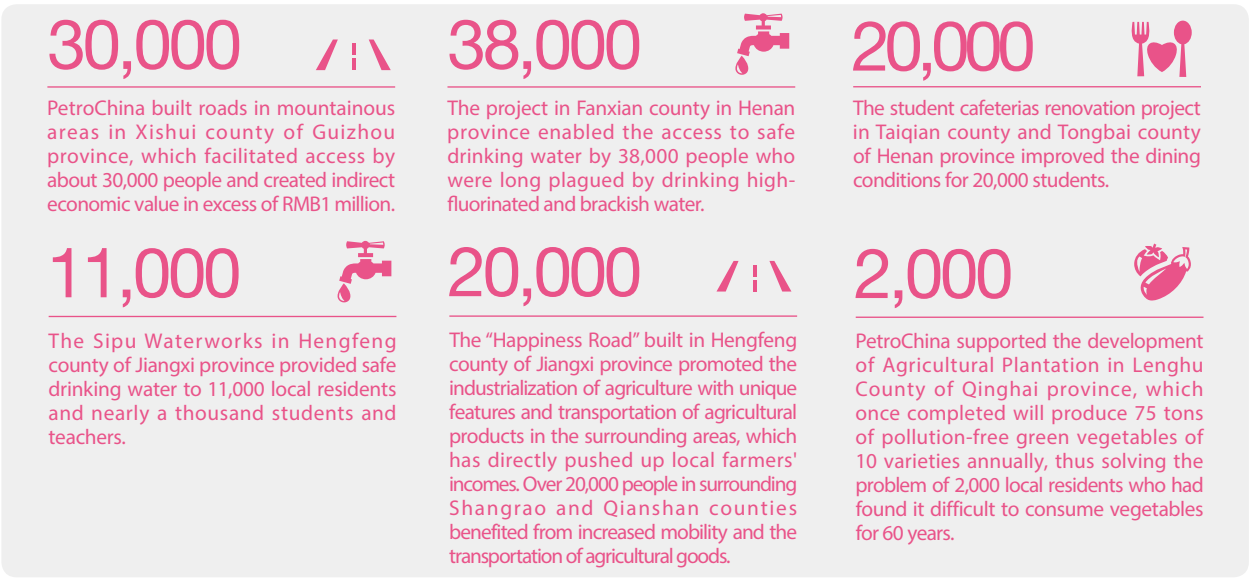 30,000
PetroChina built roads in mountainous
areas in Xishui county of Guizhou
province, which facilitated access by
about 30,000 people and created indirect
economic value in excess of RMB1 million.
38,000
The project in Fanxian county in Henan
province enabled the access to safe
drinking water by 38,000 people who
were long plagued by drinking high-
fluorinated and brackish water.
20,000
The student cafeterias renovation project
in Taiqian county and Tongbai county
of Henan province improved the dining
conditions for 20,000 students.
11,000
The Sipu Waterworks in Hengfeng
county of Jiangxi province provided safe
drinking water to 11,000 local residents
and nearly a thousand students and
teachers.
20,000
The “Happiness Road” built in Hengfeng
county of Jiangxi province promoted the
industrialization of agriculture with unique
features and transportation of agricultural
products in the surrounding areas, which
has directly pushed up local farmers'
incomes. Over 20,000 people in surrounding
Shangrao and Qianshan counties
benefited from increased mobility and the
transportation of agricultural goods.
2,000
PetroChina supported the development
of Agricultural Plantation in Lenghu
County of Qinghai province, which
once completed will produce 75 tons
of pollution-free green vegetables of
10 varieties annually, thus solving the
problem of 2,000 local residents who had
found it difficult to consume vegetables
for 60 years.